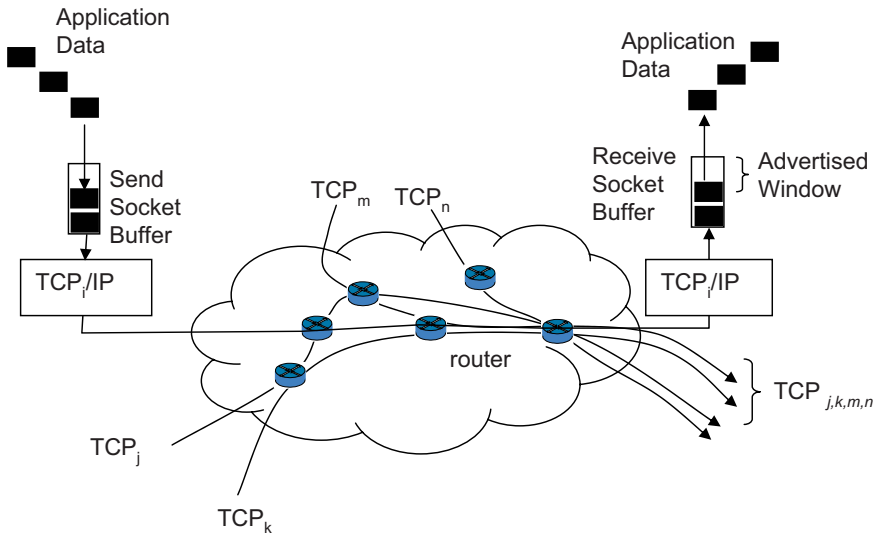 Application
Data
Application
Data
Send
Socket
Buffer
Receive
Socket
Buffer
Advertised
Window
TCPm
TCPn
TCPi/IP
TCPi/IP
router
TCP j,k,m,n
TCPj
TCPk